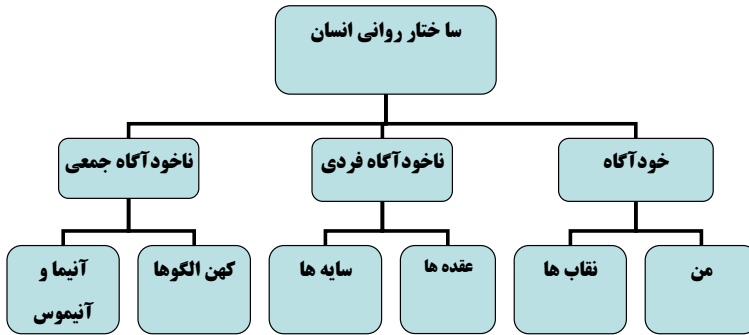 سا ختار روانی انسان
خودآگاه
ناخودآگاه فردی
ناخودآگاه جمعی
من
نقاب ها
عقده ها
سایه ها
کهن الگوها
آنیما و
آنیموس